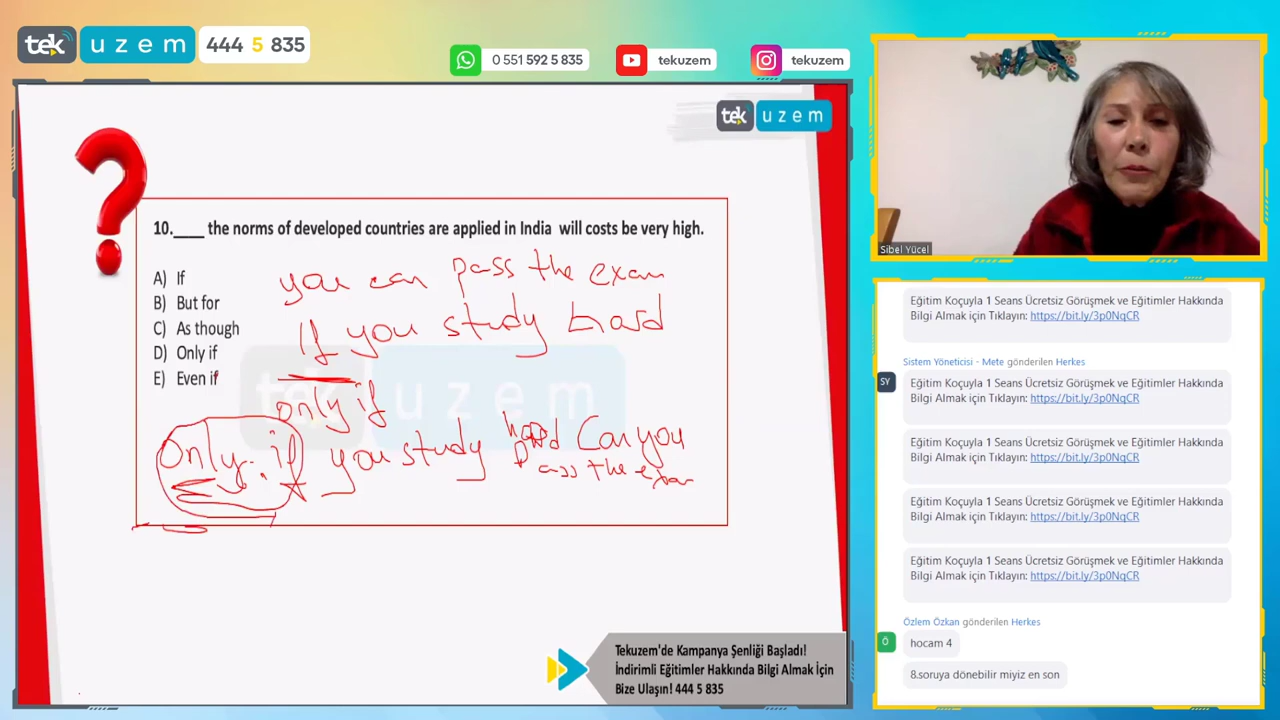 tek uzem 444 5 835
0 551 592 5 835
tekuzem
tekuzem
tek uzem
10.____ the norms of developed countries are applied in India will costs be very high.
A) If
B) But for
C) As though
D) Only if
E) Even if
you can pass the exam
If you study hard
only if
Only if you study hard Can you
pass the exam
tek uzem
Tekuzem'de Kampanya Şenliği Başladı!
İndirimli Eğitimler Hakkında Bilgi Almak İçin
Bize Ulaşın! 444 5 835
Sibel Yücel
Eğitim Koçuyla 1 Seans Ücretsiz Görüşmek ve Eğitimler Hakkında
Bilgi Almak için Tıklayın: https://bit.ly/3p0NqCR
Sistem Yöneticisi - Mete gönderilen Herkes
SY
Eğitim Koçuyla 1 Seans Ücretsiz Görüşmek ve Eğitimler Hakkında
Bilgi Almak için Tıklayın: https://bit.ly/3p0NqCR
Eğitim Koçuyla 1 Seans Ücretsiz Görüşmek ve Eğitimler Hakkında
Bilgi Almak için Tıklayın: https://bit.ly/3p0NqCR
Eğitim Koçuyla 1 Seans Ücretsiz Görüşmek ve Eğitimler Hakkında
Bilgi Almak için Tıklayın: https://bit.ly/3p0NqCR
Eğitim Koçuyla 1 Seans Ücretsiz Görüşmek ve Eğitimler Hakkında
Bilgi Almak için Tıklayın: https://bit.ly/3p0NqCR
Özlem Özkan gönderilen Herkes
Ö
hocam 4
8.soruya dönebilir miyiz en son